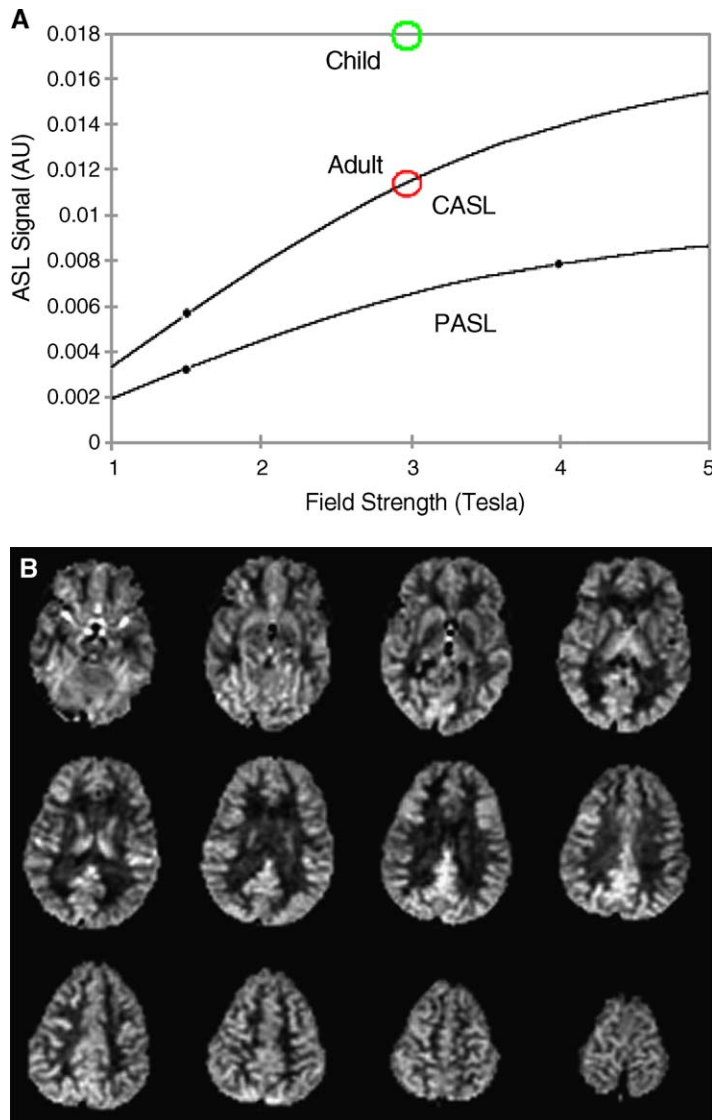 A
0.018
0.016
0.014
0.012
0.01
0.008
0.006
0.004
0.002
0
ASL Signal (AU)
Child
Adult
CASL
PASL
1 2 3 4 5
Field Strength (Tesla)
B